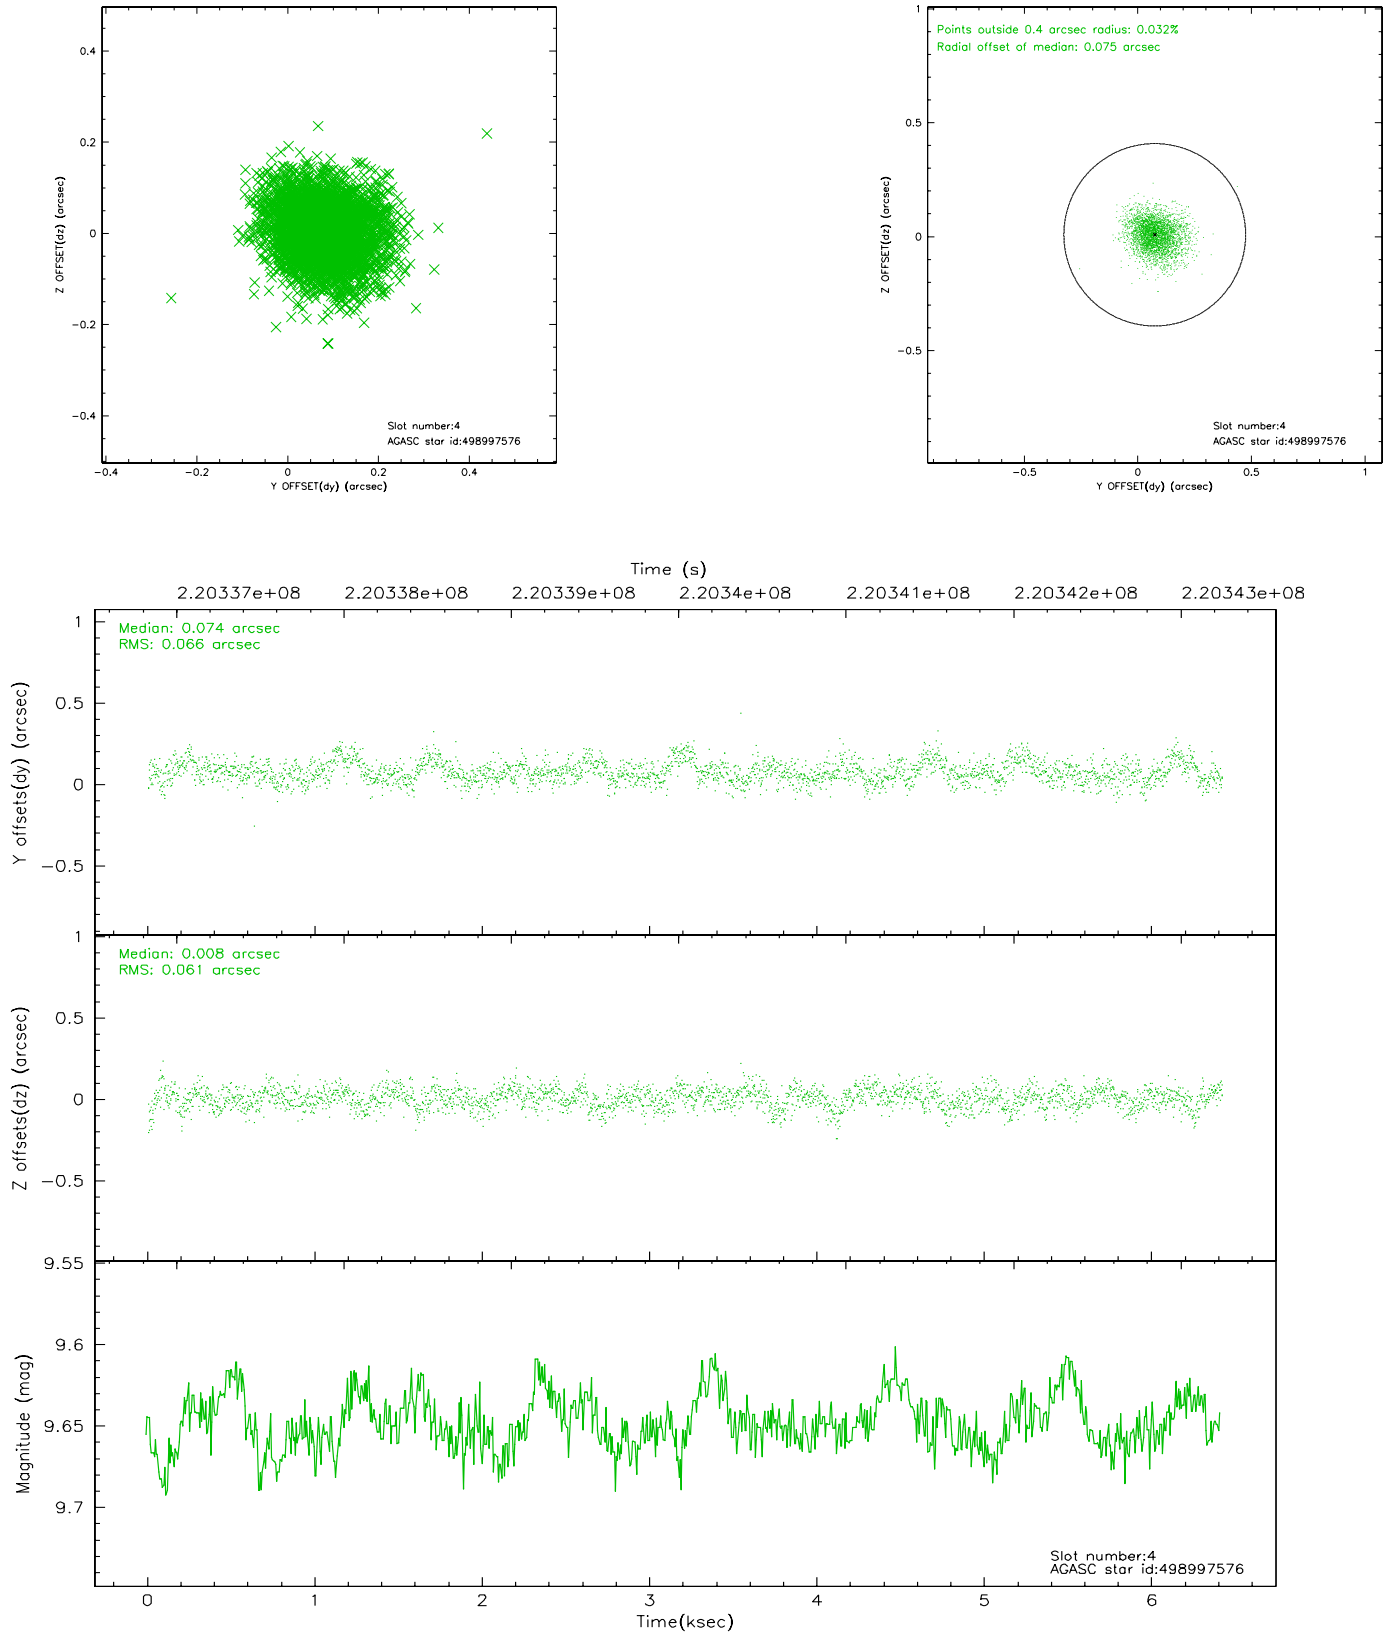 0.4
0.2
0
−0.2
−0.4
Z OFFSET(dz) (arcsec)
Slot number:4
AGASC star id:498997576
−0.4 −0.2 0 0.2 0.4
Y OFFSET(dy) (arcsec)
Points outside 0.4 arcsec radius: 0.032%
Radial offset of median: 0.075 arcsec
1
0.5
0
−0.5
Z OFFSET(dz) (arcsec)
Slot number:4
AGASC star id:498997576
−0.5 0 0.5 1
Y OFFSET(dy) (arcsec)
Time (s)
2.20337e+08 2.20338e+08 2.20339e+08 2.2034e+08 2.20341e+08 2.20342e+08 2.20343e+08
Median: 0.074 arcsec
RMS: 0.066 arcsec
1
0.5
0
−0.5
Y offsets(dy) (arcsec)
Median: 0.008 arcsec
RMS: 0.061 arcsec
1
0.5
0
−0.5
Z offsets(dz) (arcsec)
9.55
9.6
9.65
9.7
Magnitude (mag)
Slot number:4
AGASC star id:498997576
0 1 2 3 4 5 6
Time(ksec)